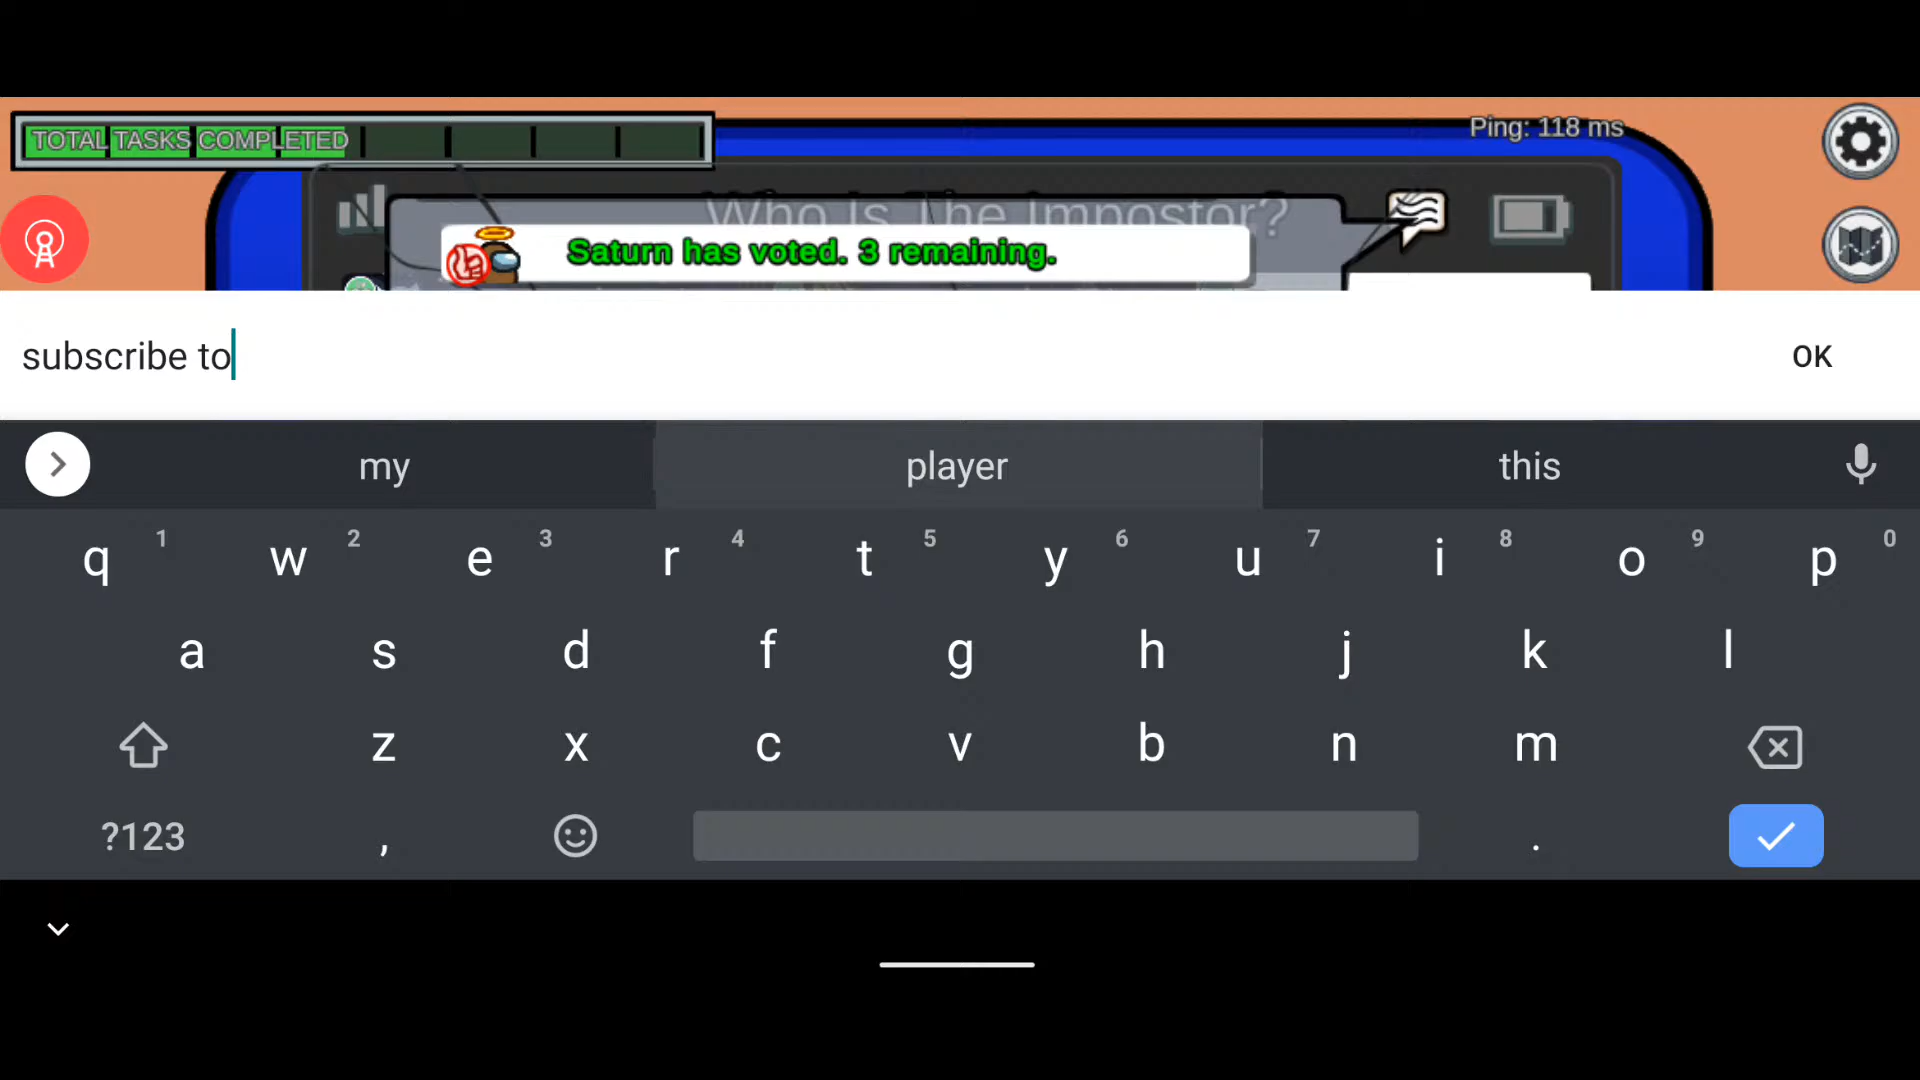 TOTAL TASKS COMPLETED
Ping: 118 ms
Who Is The Impostor?
Saturn has voted. 3 remaining.
subscribe to
OK
my player this
q 1 w 2 e 3 r 4 t 5 y 6 u 7 i 8 o 9 p 0
a s d f g h j k l
z x c v b n m
?123 , .